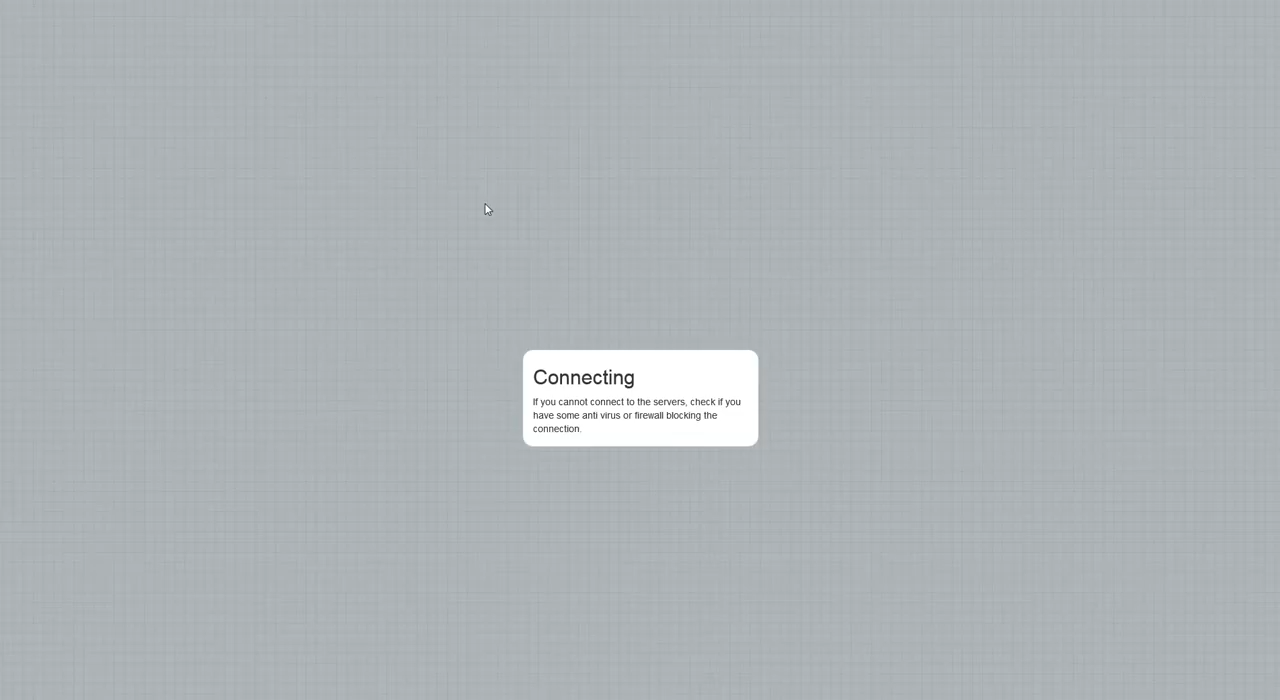 Connecting
If you cannot connect to the servers, check if you
have some anti virus or firewall blocking the
connection.